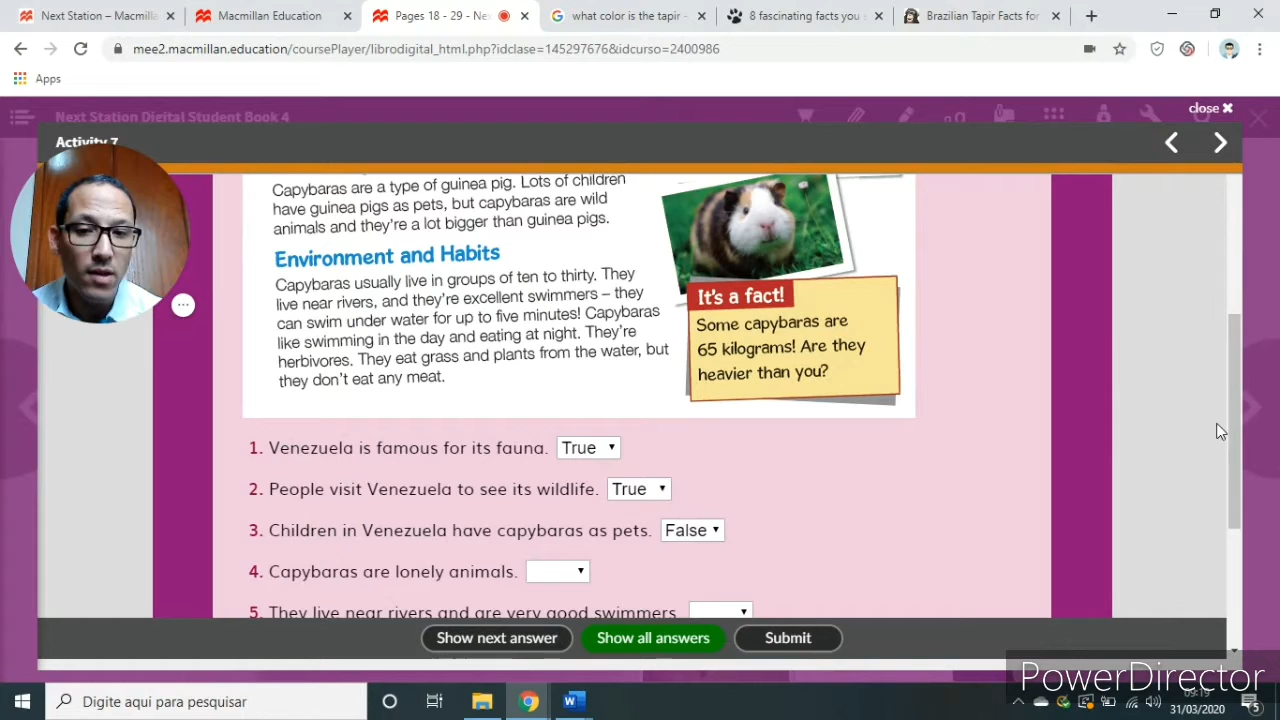 Next Station – Macmilla
Macmillan Education
Pages 18 - 29 - Ne
what color is the tapir -
8 fascinating facts you s
Brazilian Tapir Facts for
mee2.macmillan.education/coursePlayer/librodigital_html.php?idclase=145297676&idcurso=2400986
Apps
close ✖
Next Station Digital Student Book 4
Activity 7
Capybaras are a type of guinea pig. Lots of children
have guinea pigs as pets, but capybaras are wild
animals and they're a lot bigger than guinea pigs.
Environment and Habits
Capybaras usually live in groups of ten to thirty. They
live near rivers, and they're excellent swimmers – they
can swim under water for up to five minutes! Capybaras
like swimming in the day and eating at night. They're
herbivores. They eat grass and plants from the water, but
they don't eat any meat.
It's a fact!
Some capybaras are
65 kilograms! Are they
heavier than you?
1. Venezuela is famous for its fauna. True
2. People visit Venezuela to see its wildlife. True
3. Children in Venezuela have capybaras as pets. False
4. Capybaras are lonely animals.
5. They live near rivers and are very good swimmers
Show next answer
Show all answers
Submit
PowerDirector
Digite aqui para pesquisar
09:19
31/03/2020
5